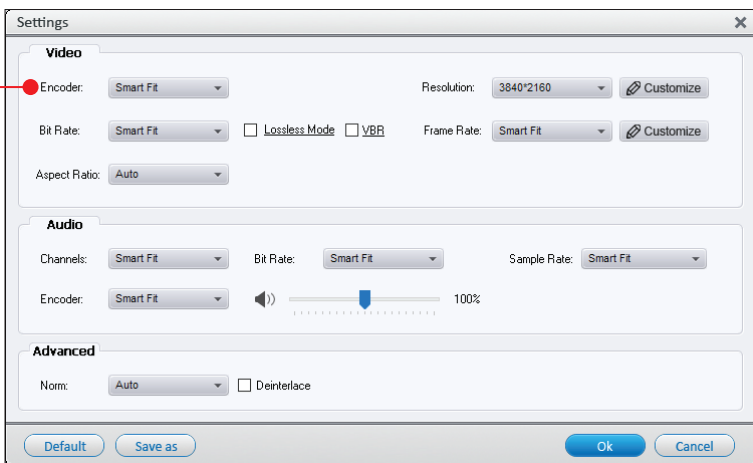 Settings
Video
Encoder: Smart Fit Resolution: 3840*2160 Customize
Bit Rate: Smart Fit Lossless Mode VBR Frame Rate: Smart Fit Customize
Aspect Ratio: Auto
Audio
Channels: Smart Fit Bit Rate: Smart Fit Sample Rate: Smart Fit
Encoder: Smart Fit 100%
Advanced
Norm: Auto Deinterlace
Default Save as Ok Cancel